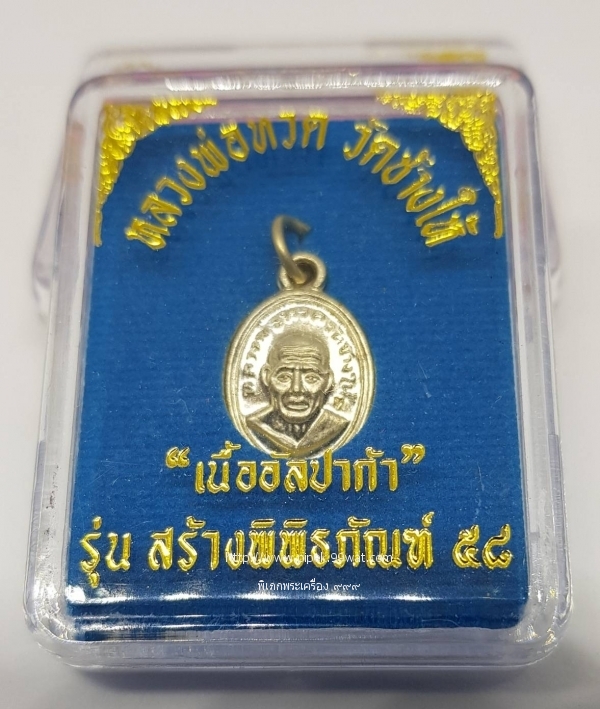 หลวงพ่อทวด วัดช้างให้
"เนื้ออัลปาก้า"
รุ่น สร้างพิพิธภัณฑ์ ๕๘
พิเภกพระเครื่อง ๙๙๙